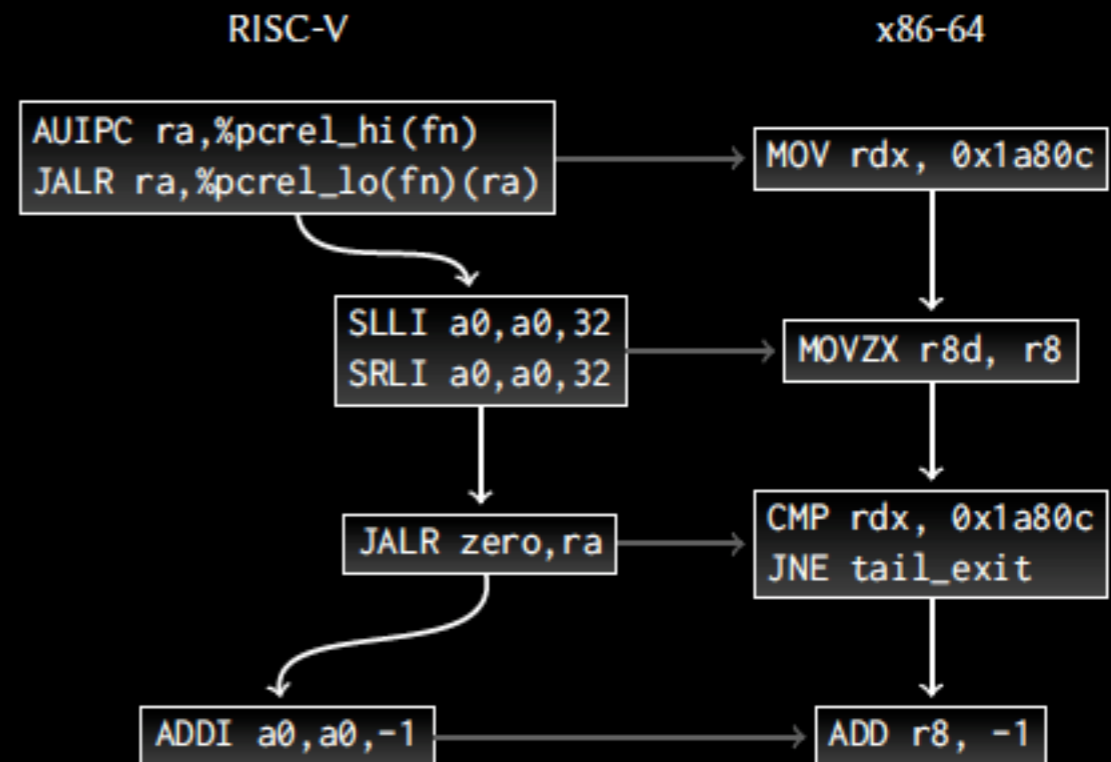 RISC-V
x86-64
AUIPC ra,%pcrel_hi(fn)
JALR ra,%pcrel_lo(fn)(ra)
MOV rdx, 0x1a80c
SLLI a0,a0,32
SRLI a0,a0,32
MOVZX r8d, r8
JALR zero,ra
CMP rdx, 0x1a80c
JNE tail_exit
ADDI a0,a0,-1
ADD r8, -1